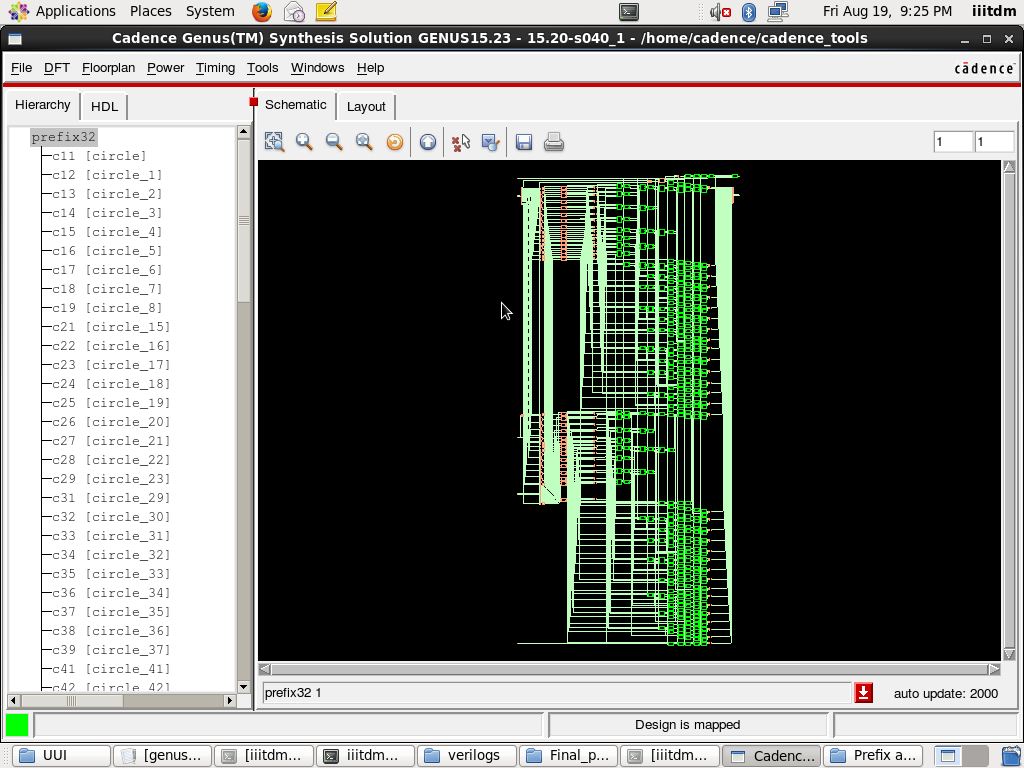 Applications Places System Fri Aug 19, 9:25 PM iiitdm
Cadence Genus(TM) Synthesis Solution GENUS15.23 - 15.20-s040_1 - /home/cadence/cadence_tools
File DFT Floorplan Power Timing Tools Windows Help cādence
Hierarchy HDL Schematic Layout
1 1
prefix32
c11 [circle]
c12 [circle_1]
c13 [circle_2]
c14 [circle_3]
c15 [circle_4]
c16 [circle_5]
c17 [circle_6]
c18 [circle_7]
c19 [circle_8]
c21 [circle_15]
c22 [circle_16]
c23 [circle_17]
c24 [circle_18]
c25 [circle_19]
c26 [circle_20]
c27 [circle_21]
c28 [circle_22]
c29 [circle_23]
c31 [circle_29]
c32 [circle_30]
c33 [circle_31]
c34 [circle_32]
c35 [circle_33]
c36 [circle_34]
c37 [circle_35]
c38 [circle_36]
c39 [circle_37]
c41 [circle_41]
c42 [circle_42]
prefix32 1 auto update: 2000
Design is mapped
UUI [genus... [iiitdm... iiitdm... verilogs Final_p... [iiitdm... Cadenc... Prefix a...